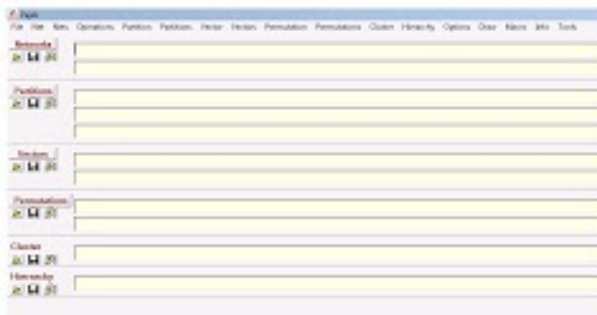 Pajek
File Net Nets Operations Partition Partitions Vector Vectors Permutation Permutations Cluster Hierarchy Options Draw Macro Info Tools
Networks
Partitions
Vectors
Permutations
Cluster
Hierarchy